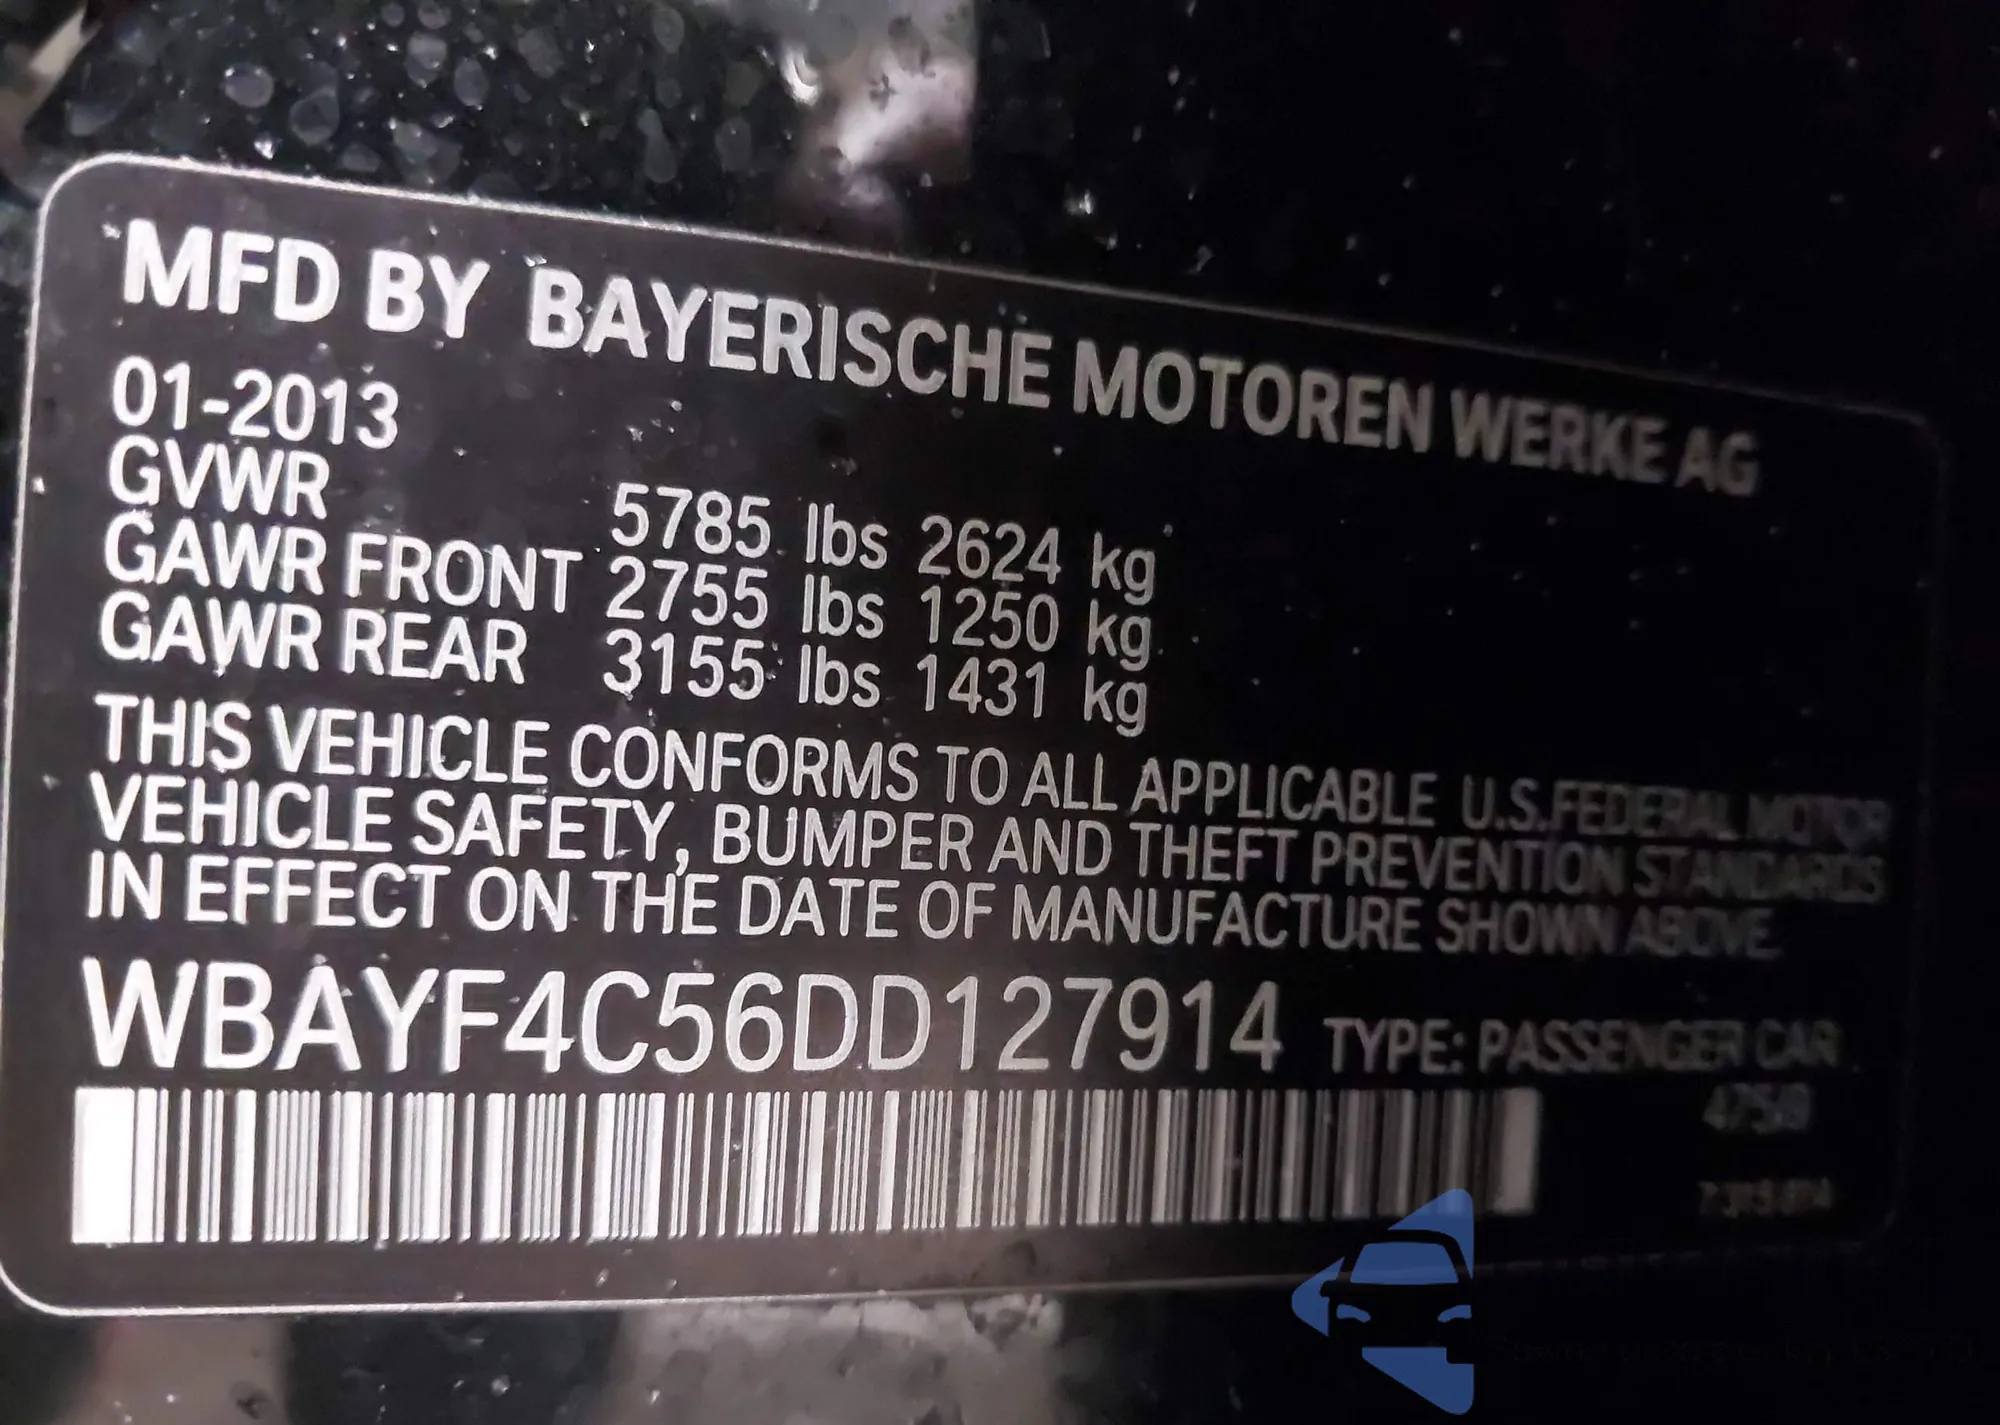 MFD BY BAYERISCHE MOTOREN WERKE AG
01-2013
GVWR 5785 lbs 2624 kg
GAWR FRONT 2755 lbs 1250 kg
GAWR REAR 3155 lbs 1431 kg
THIS VEHICLE CONFORMS TO ALL APPLICABLE U.S.FEDERAL MOTOR
VEHICLE SAFETY, BUMPER AND THEFT PREVENTION STANDARDS
IN EFFECT ON THE DATE OF MANUFACTURE SHOWN ABOVE.
WBAYF4C56DD127914 TYPE: PASSENGER CAR